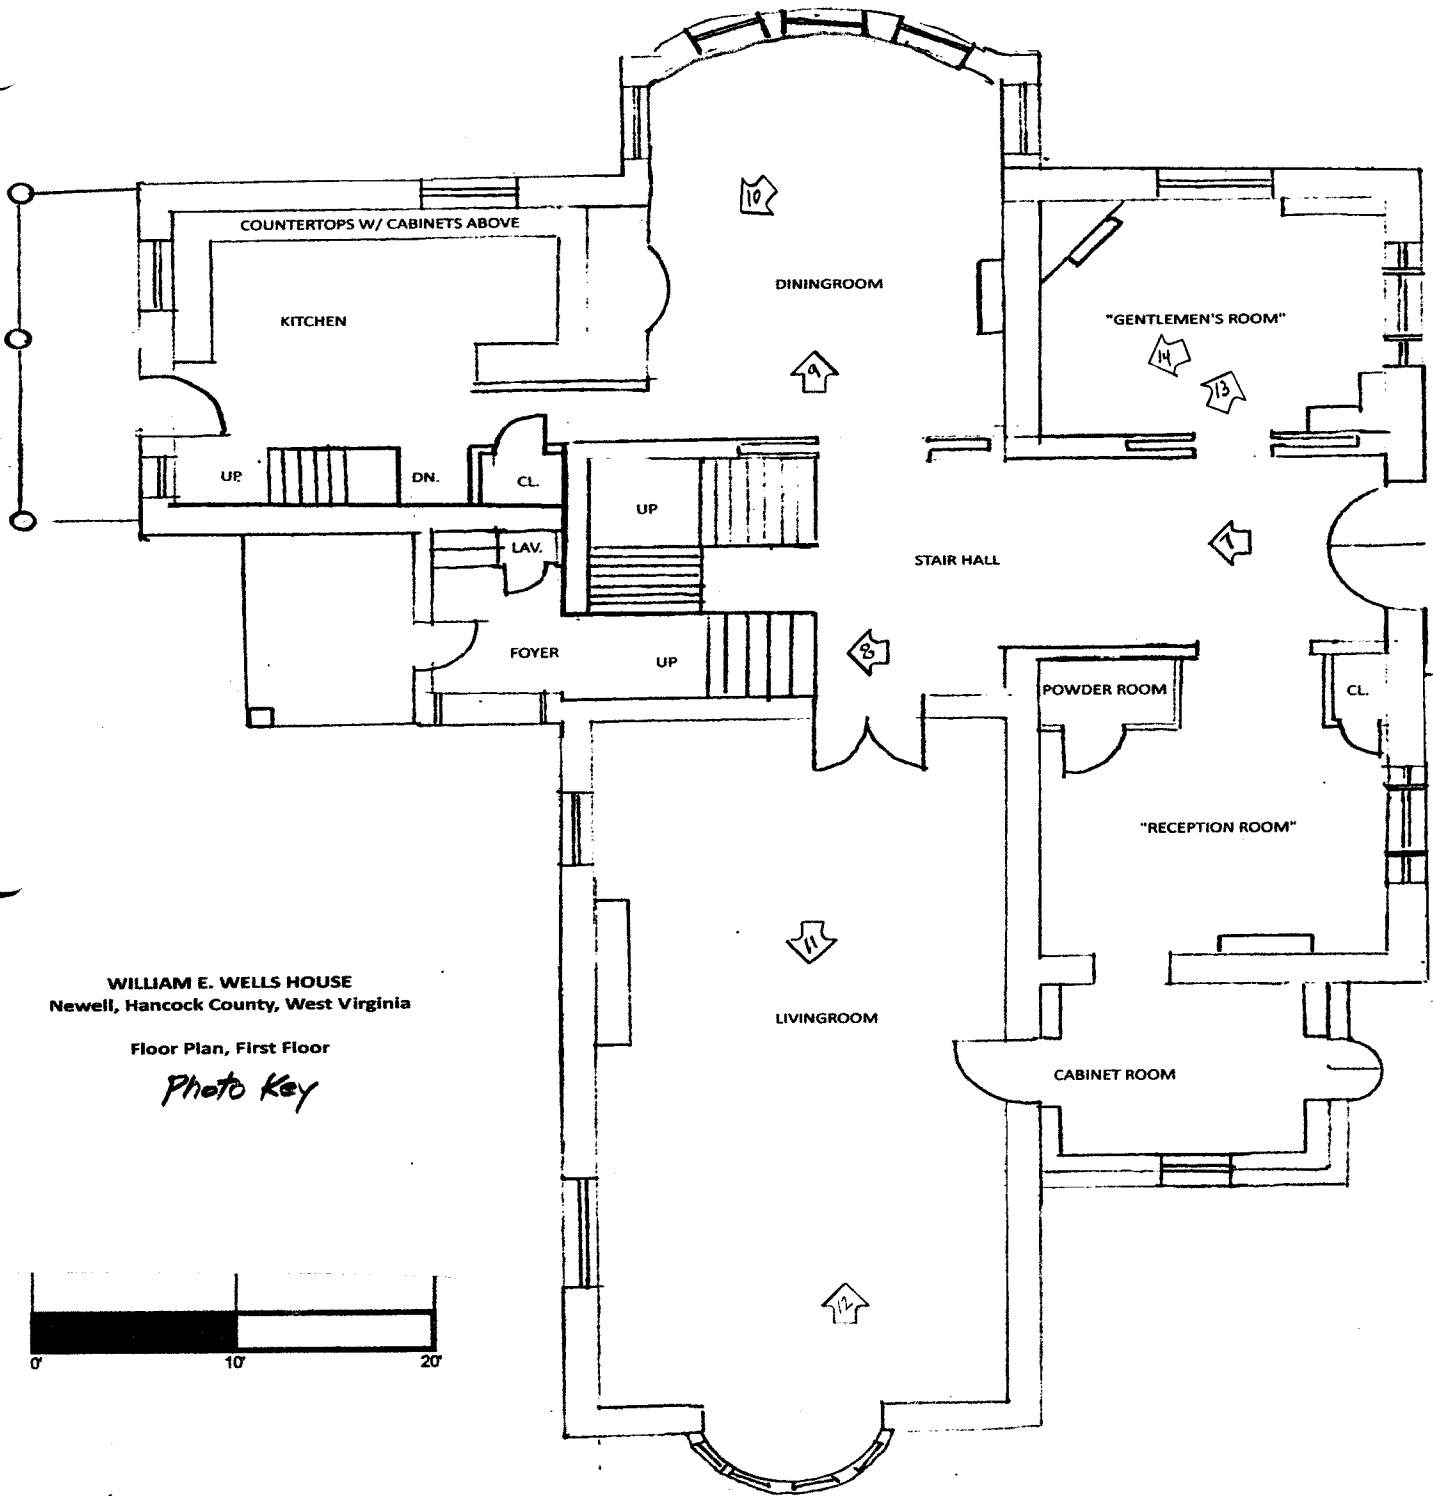 COUNTERTOPS W/ CABINETS ABOVE
10
DININGROOM
KITCHEN
"GENTLEMEN'S ROOM"
14
13
9
UP
DN.
CL.
UP
LAV.
7
STAIR HALL
FOYER
UP
8
POWDER ROOM
CL.
"RECEPTION ROOM"
11
WILLIAM E. WELLS HOUSE
Newell, Hancock County, West Virginia
Floor Plan, First Floor
Photo Key
LIVINGROOM
CABINET ROOM
12
0' 10' 20'